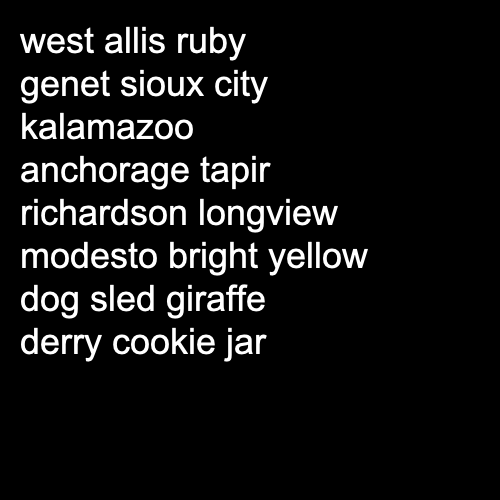 west allis ruby
genet sioux city
kalamazoo
anchorage tapir
richardson longview
modesto bright yellow
dog sled giraffe
derry cookie jar